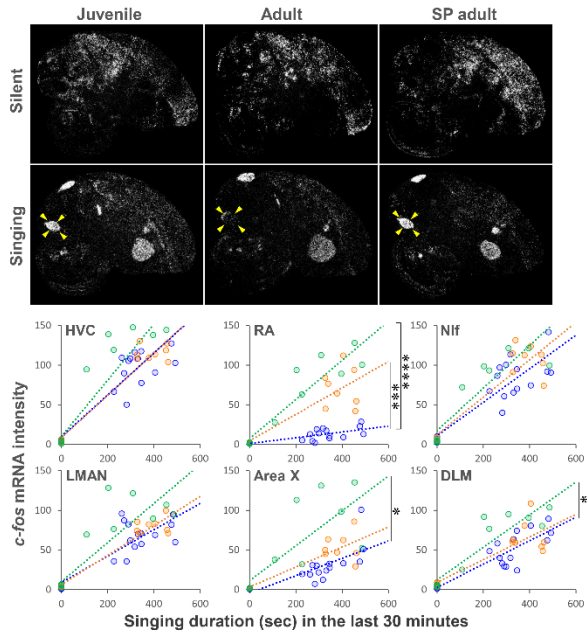 Juvenile Adult SP adult
Silent
Singing
c-fos mRNA intensity
HVC RA NIf
150 150 150
100 100 100
50 50 50
0 0 0
0 200 400 600 0 200 400 600 0 200 400 600
**** ***
LMAN Area X DLM
150 150 150
100 100 100
50 50 50
0 0 0
* *
0 200 400 600 0 200 400 600 0 200 400 600
Singing duration (sec) in the last 30 minutes